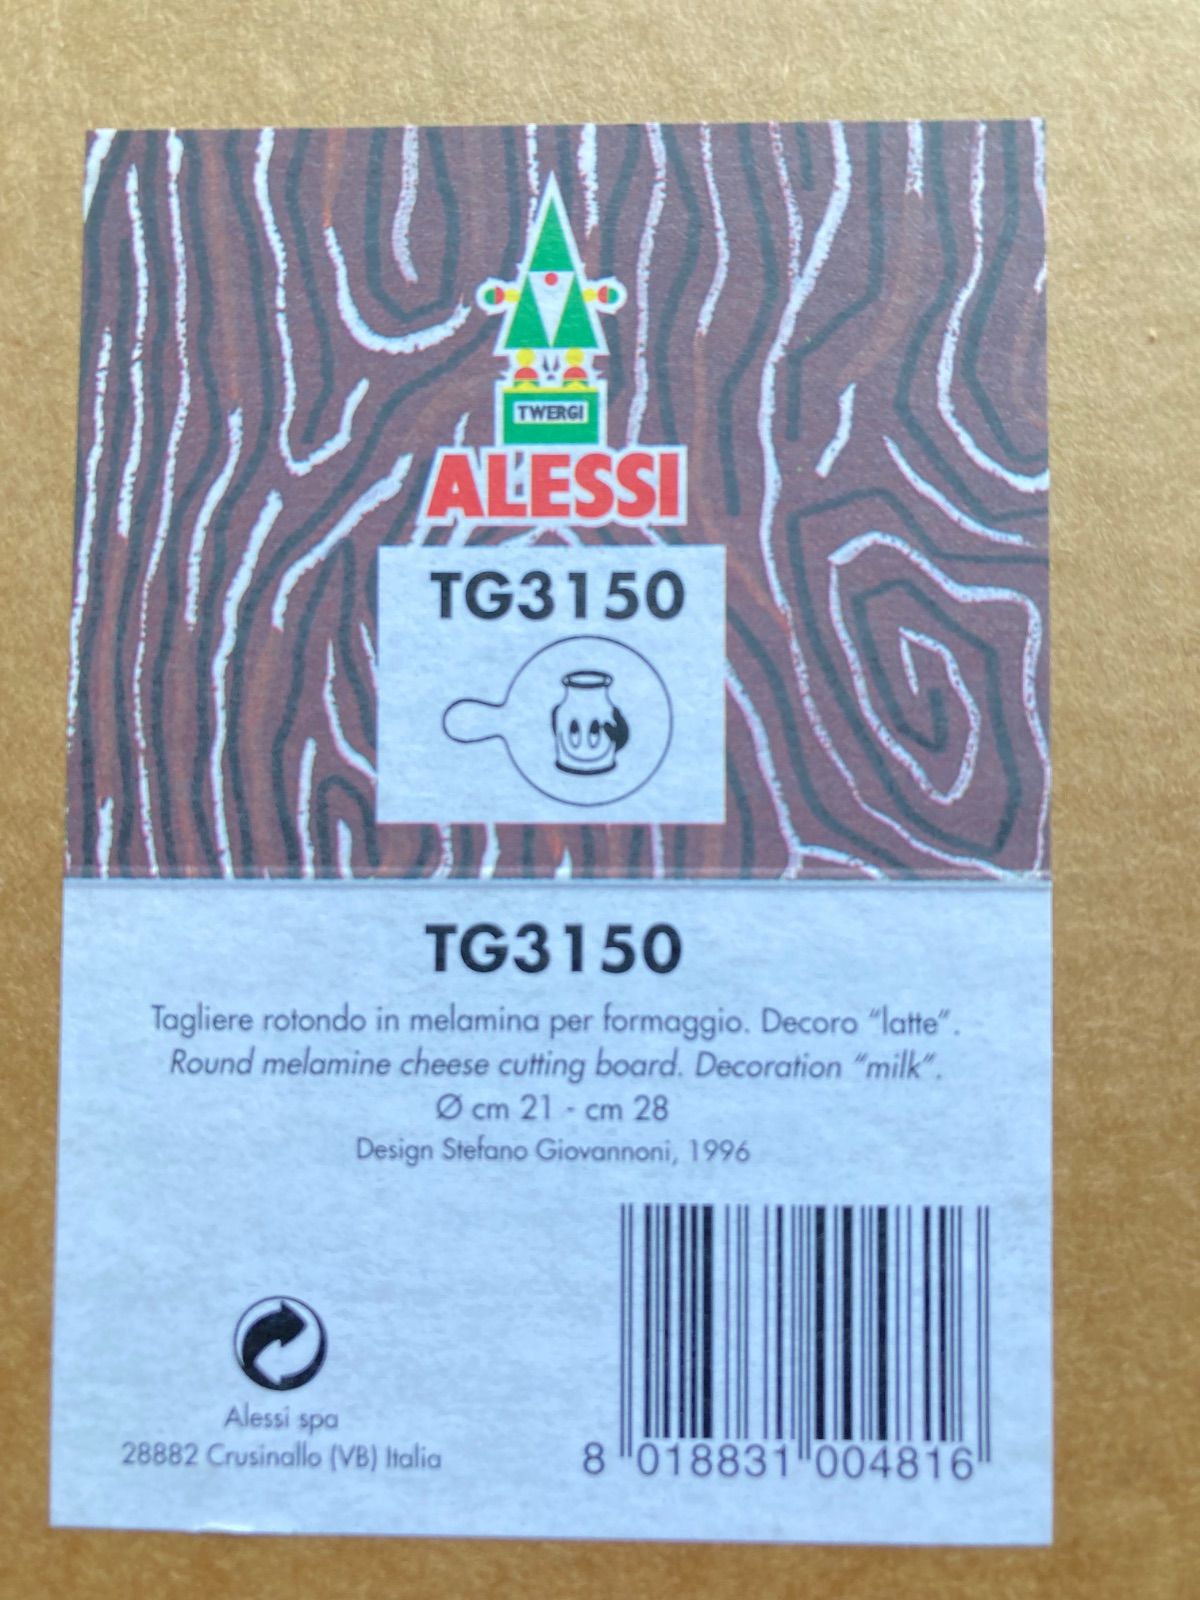 TWERGI
ALESSI
TG3150
TG3150
Tagliere rotondo in melamina per formaggio. Decoro “latte”.
Round melamine cheese cutting board. Decoration “milk”.
Ø cm 21 - cm 28
Design Stefano Giovannoni, 1996
Alessi spa
28882 Crusinallo (VB) Italia
8 018831 004816